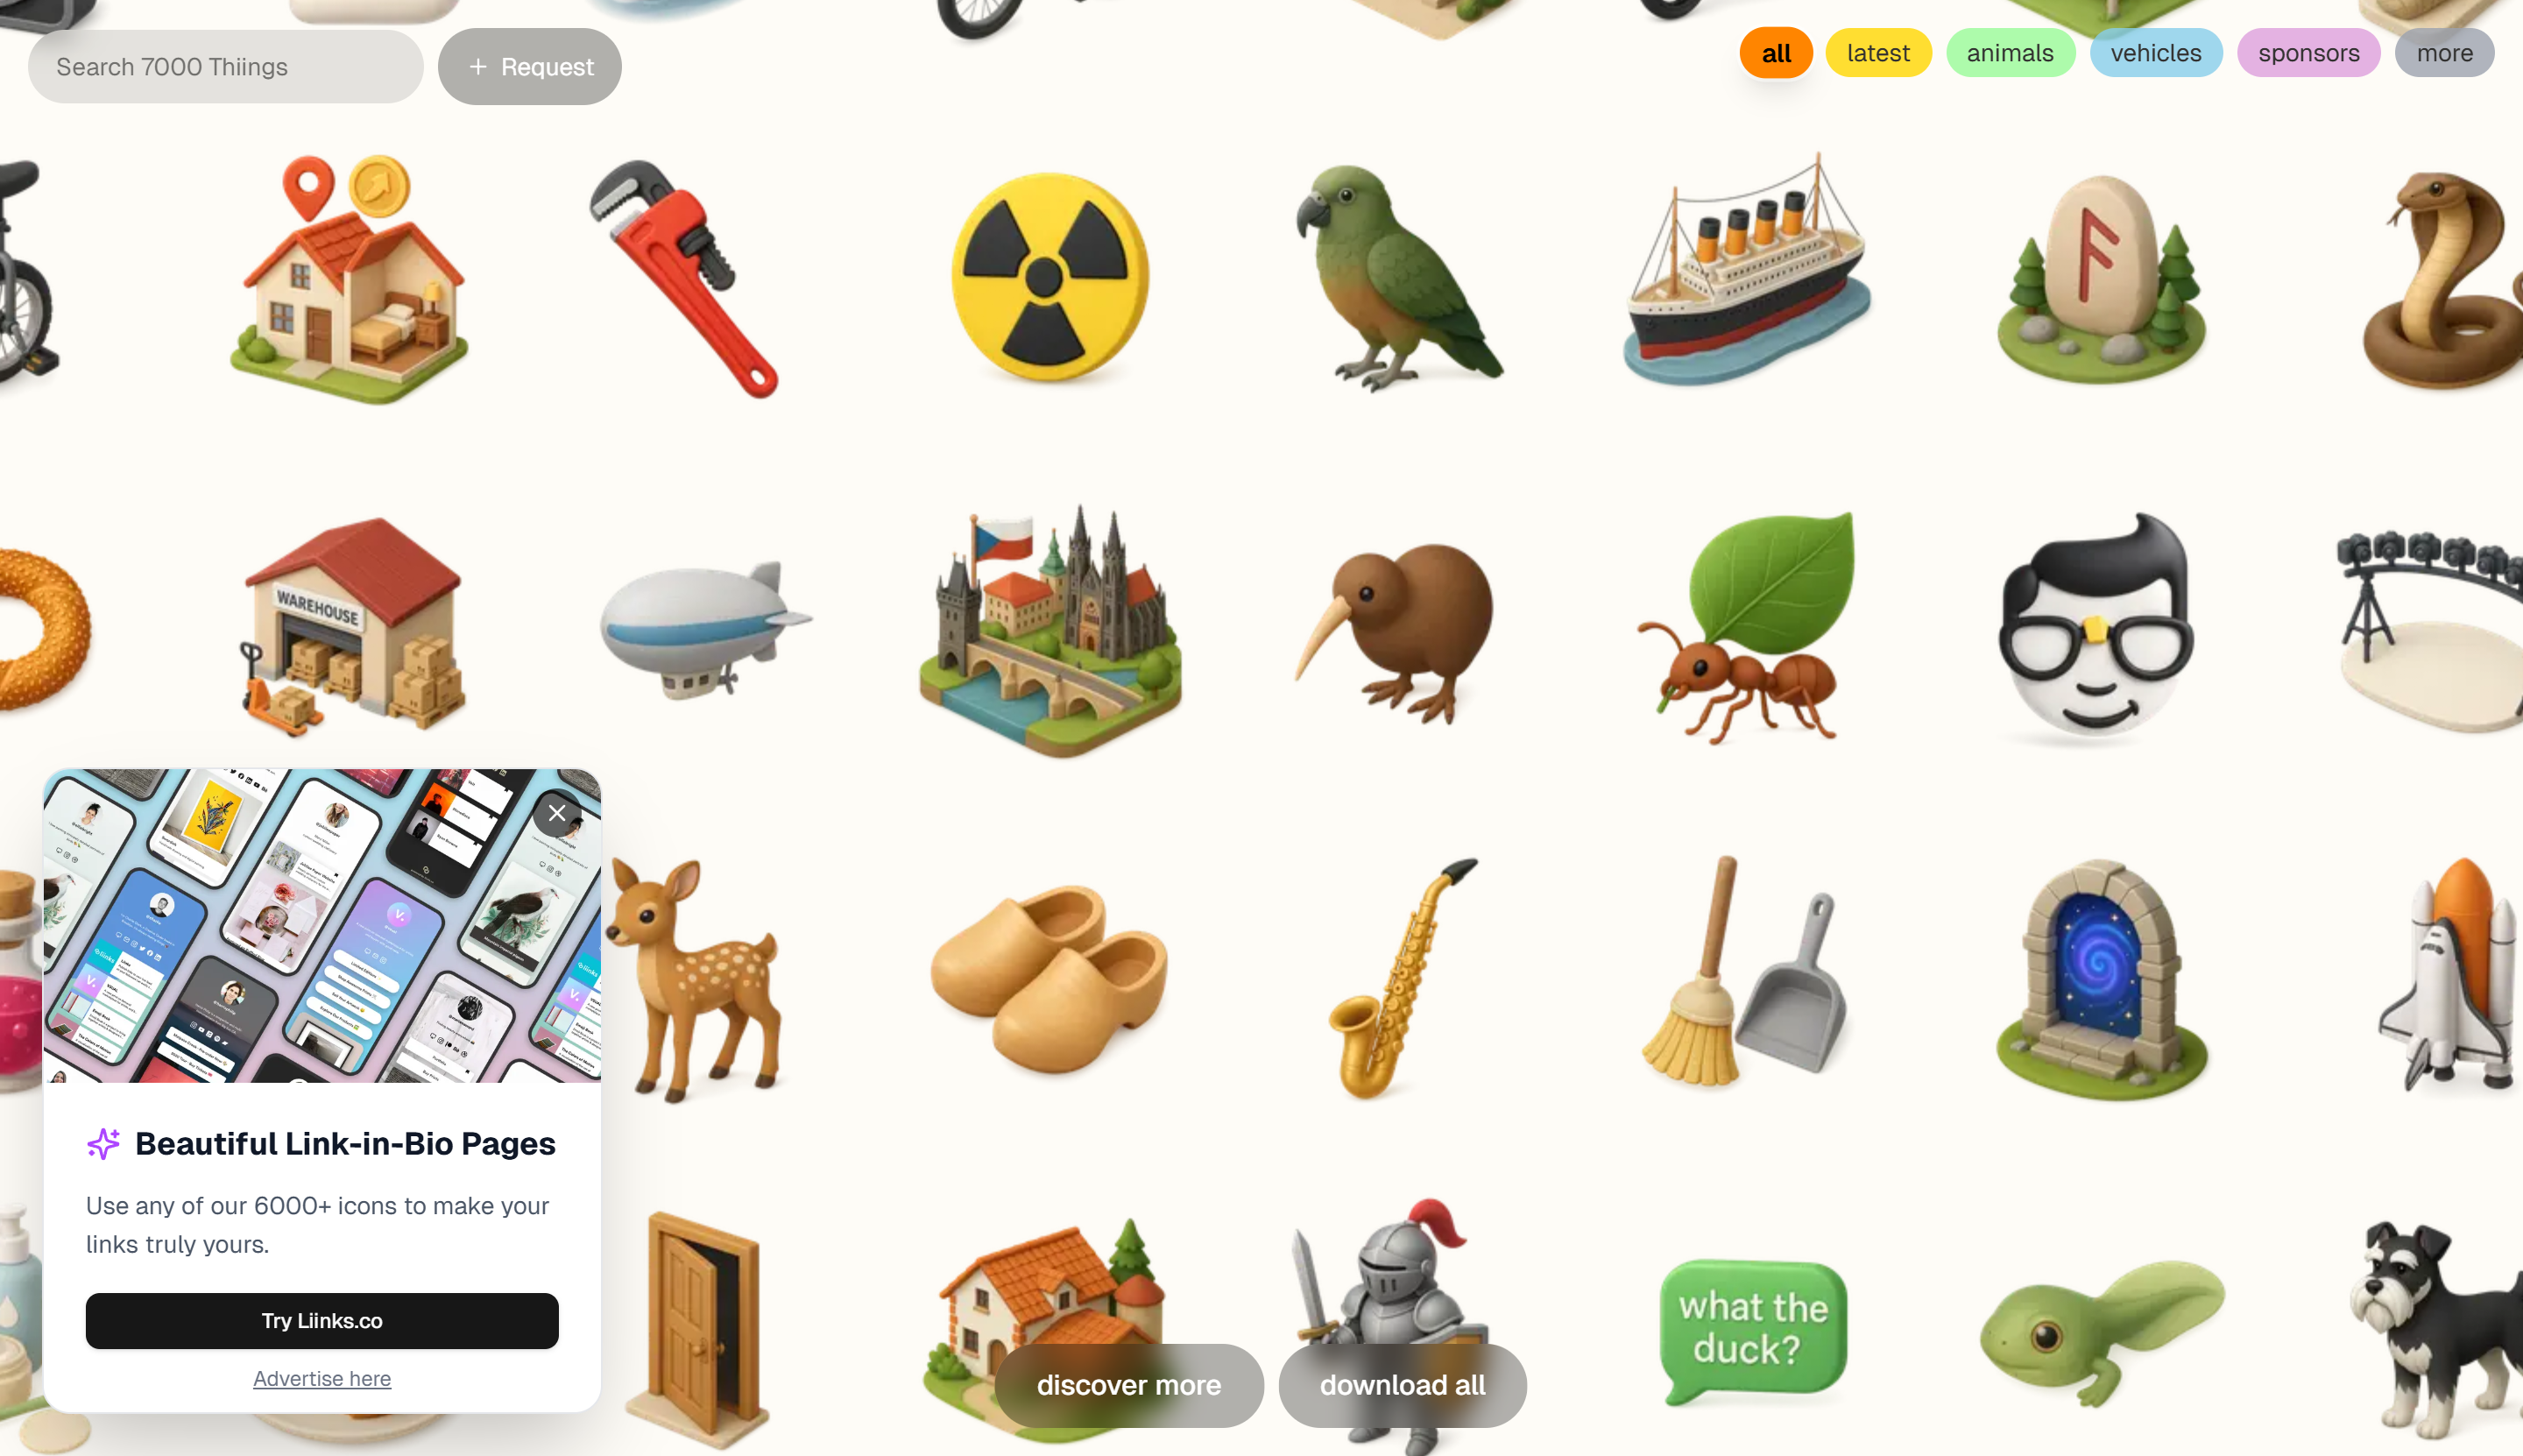 Search 7000 Thiings
+ Request
all
latest
animals
vehicles
sponsors
more
WAREHOUSE
Beautiful Link-in-Bio Pages
Use any of our 6000+ icons to make your
links truly yours.
Try Liinks.co
Advertise here
what the
duck?
discover more
download all